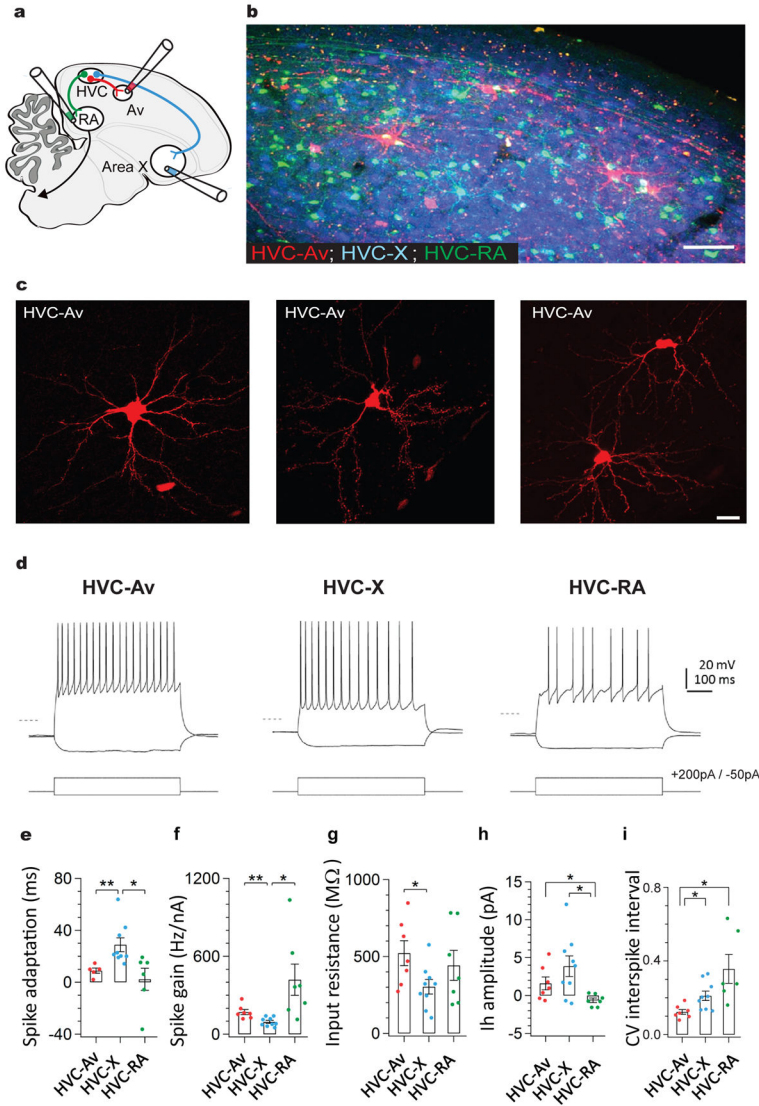 a
HVC
Av
RA
Area X
b
HVC-Av; HVC-X ; HVC-RA
c
HVC-Av
HVC-Av
HVC-Av
d
HVC-Av
HVC-X
HVC-RA
20 mV
100 ms
+200pA / -50pA
e
Spike adaptation (ms)
80
40
0
-40
**
*
HVC-Av
HVC-X
HVC-RA
f
Spike gain (Hz/nA)
1200
600
0
**
*
HVC-Av
HVC-X
HVC-RA
g
Input resistance (MΩ)
1000
500
0
*
HVC-Av
HVC-X
HVC-RA
h
Ih amplitude (pA)
15
10
5
0
-5
*
*
HVC-Av
HVC-X
HVC-RA
i
CV interspike interval
0.8
0.4
0.0
*
*
HVC-Av
HVC-X
HVC-RA